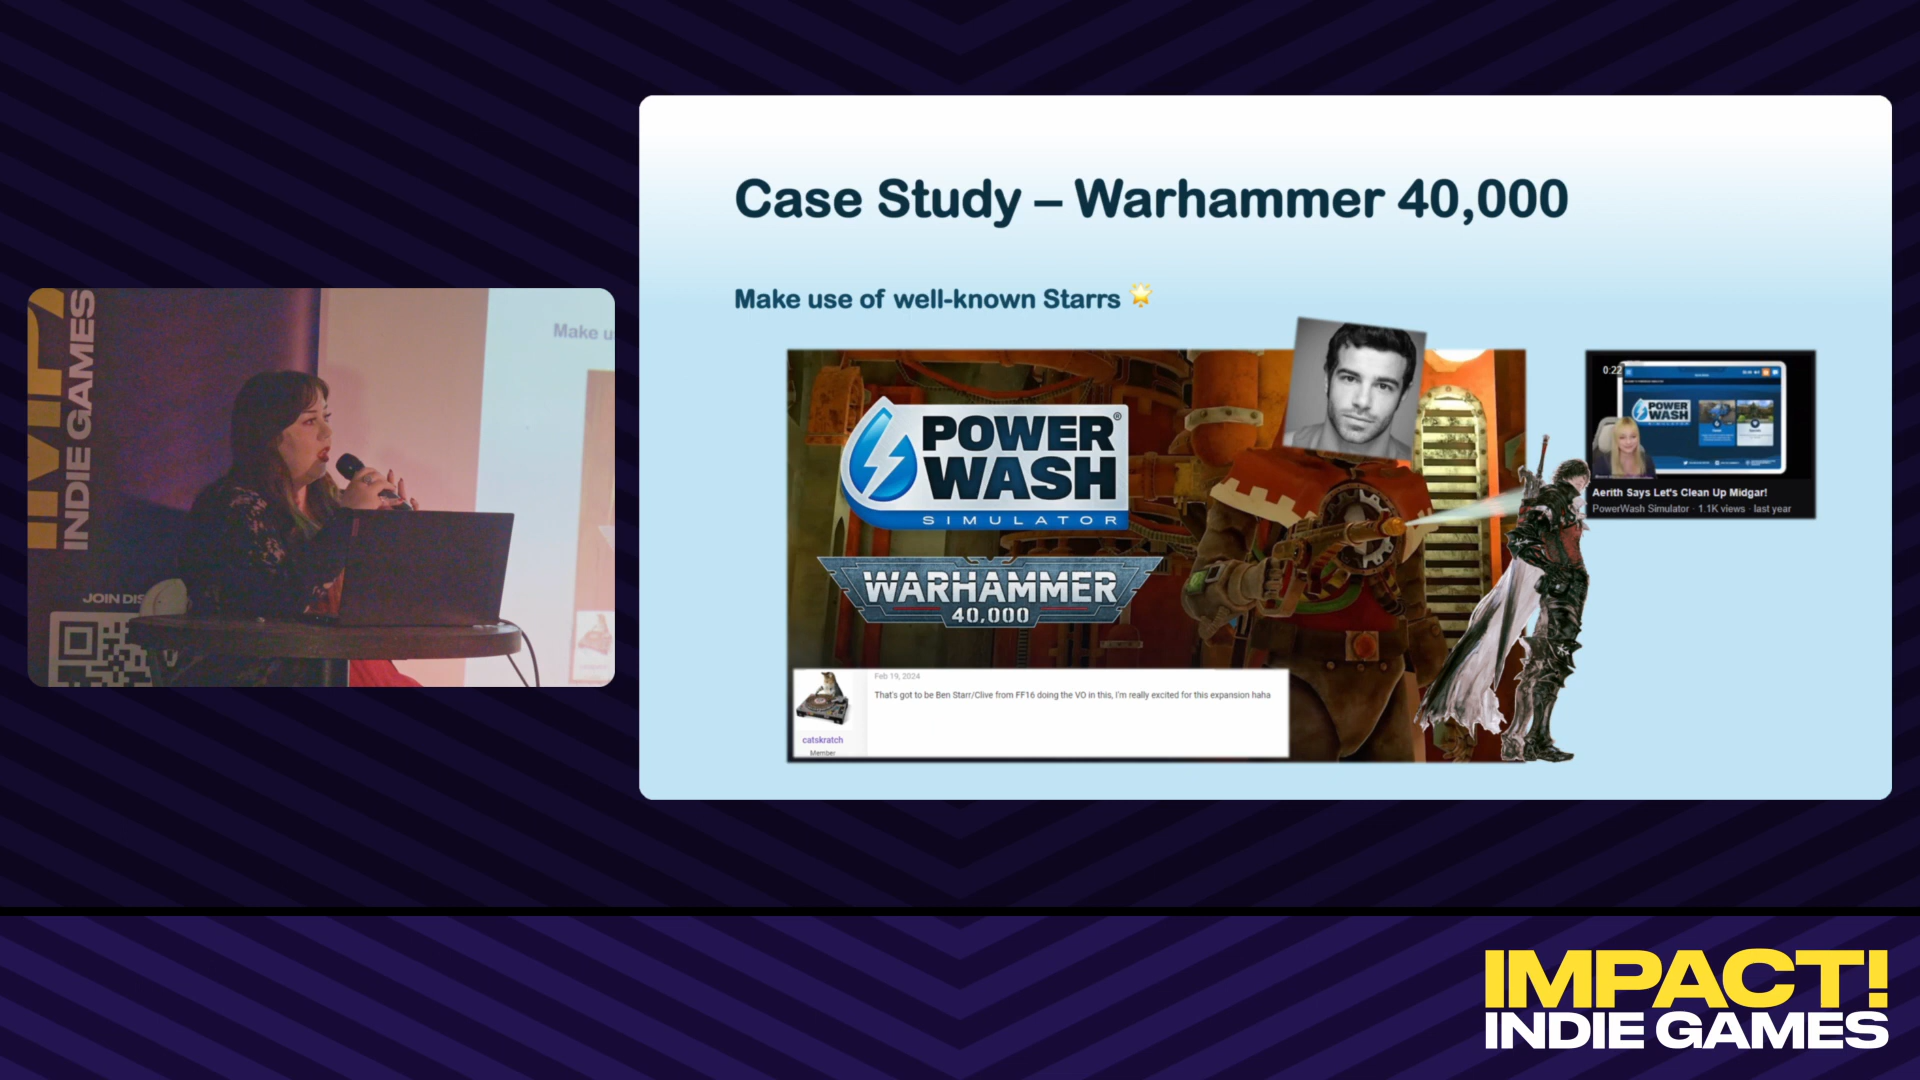 Case Study – Warhammer 40,000
Make use of well-known Starrs
POWER
WASH
SIMULATOR
WARHAMMER
40,000
Feb 19, 2024
That's got to be Ben Starr/Clive from FF16 doing the VO in this, I'm really excited for this expansion haha
catskratch
Member
0:22
POWER
WASH
Aerith Says Let's Clean Up Midgar!
PowerWash Simulator · 1.1K views · last year
INDIE GAMES
Make u
JOIN DIS
IMPACT!
INDIE GAMES